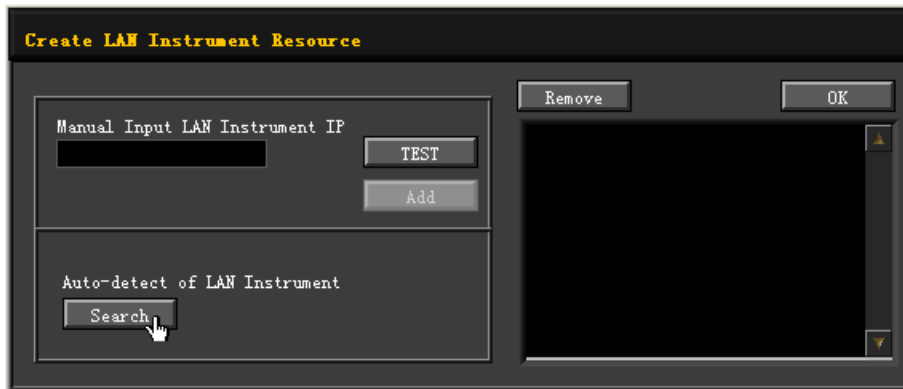 Create LAN Instrument Resource
Remove
OK
Manual Input LAN Instrument IP
TEST
Add
Auto-detect of LAN Instrument
Search